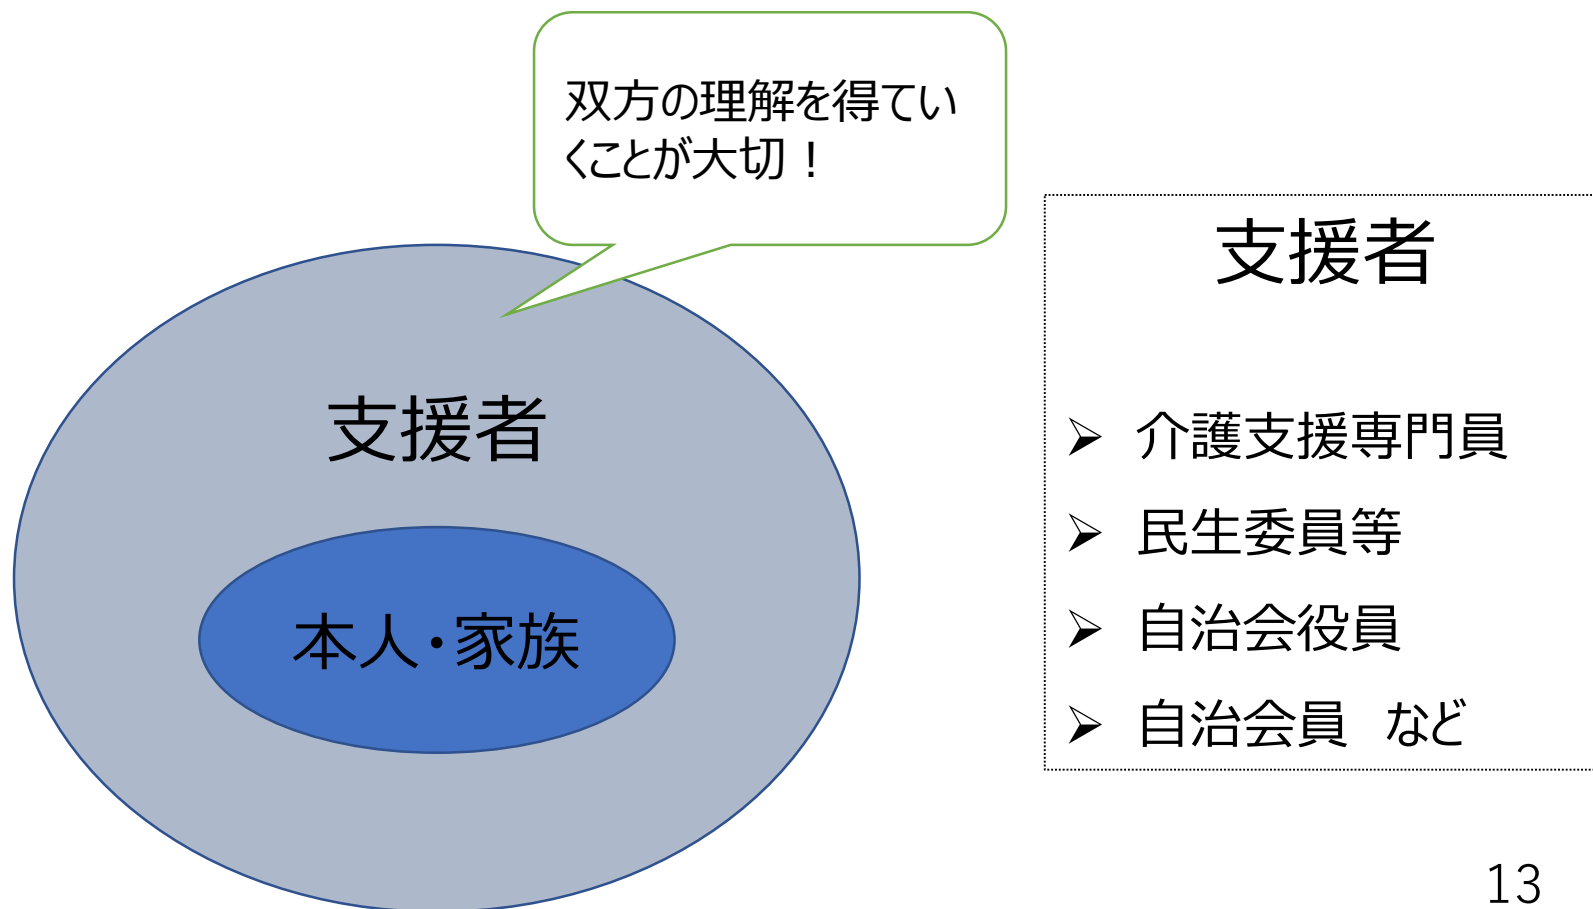 双方の理解を得てい
くことが大切！
支援者
本人・家族
支援者
➢ 介護支援専門員
➢ 民生委員等
➢ 自治会役員
➢ 自治会員　など
13